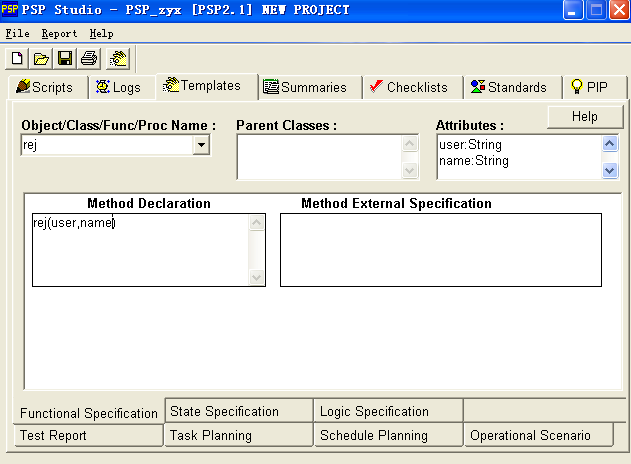 PSP PSP Studio - PSP_zyx [PSP2.1] NEW PROJECT
File Report Help
Scripts Logs Templates Summaries Checklists Standards PIP
Help
Object/Class/Func/Proc Name : Parent Classes : Attributes :
rej user:String
name:String
Method Declaration Method External Specification
rej(user,name)
Functional Specification State Specification Logic Specification
Test Report Task Planning Schedule Planning Operational Scenario